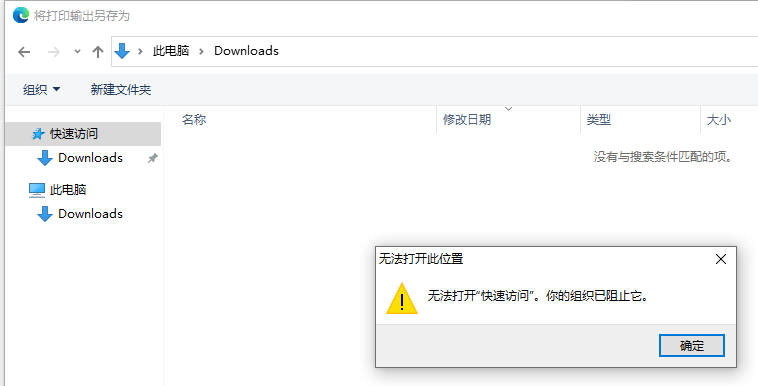 将打印输出另存为
此电脑 Downloads
组织 新建文件夹
名称 修改日期 类型 大小
快速访问
Downloads
此电脑
Downloads
没有与搜索条件匹配的项。
无法打开此位置
无法打开“快速访问”。你的组织已阻止它。
确定